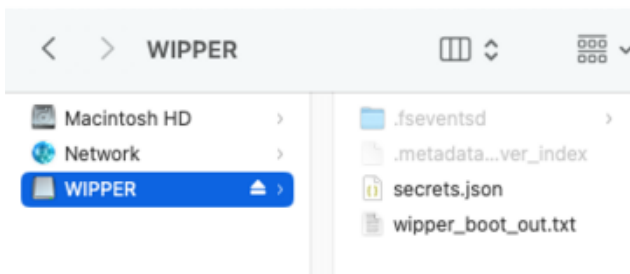 WIPPER
Macintosh HD
Network
WIPPER
.fseventsd
.metadata...ver_index
secrets.json
wipper_boot_out.txt